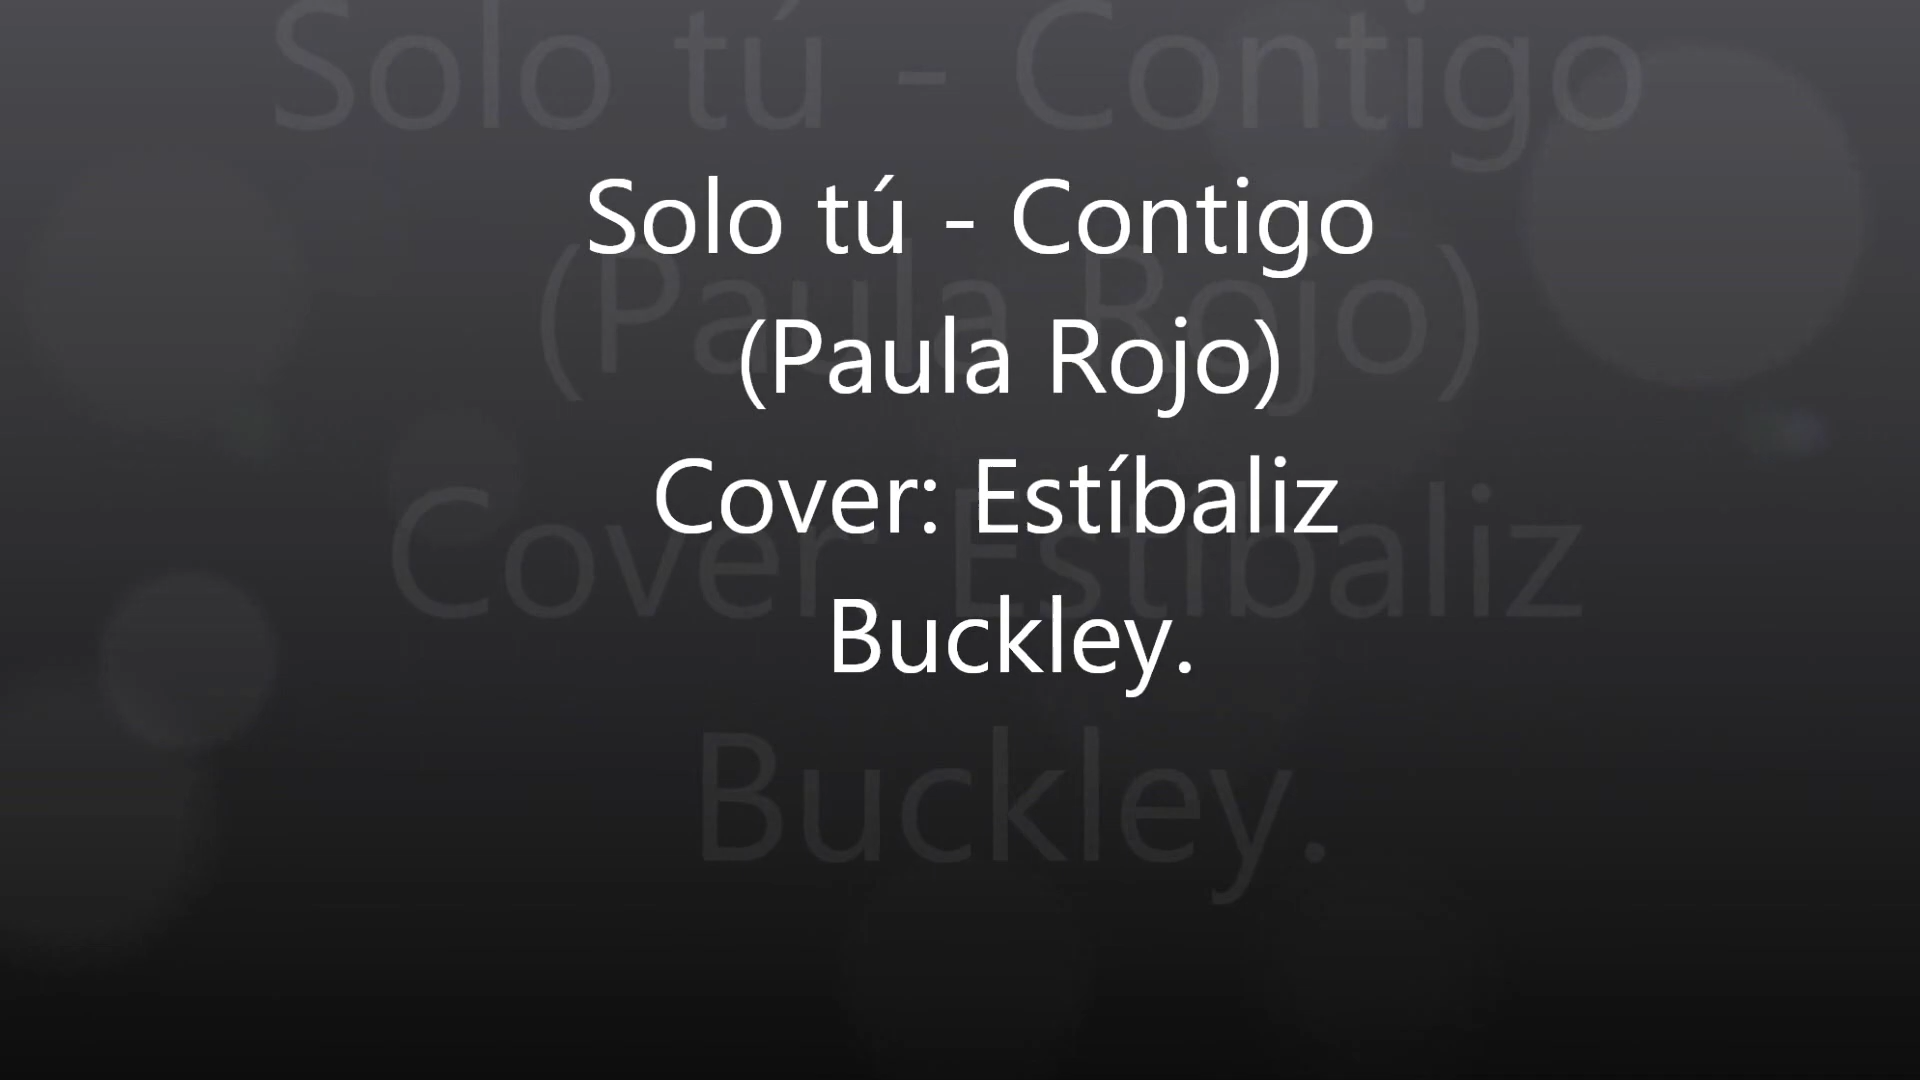 Solo tú - Contigo
(Paula Rojo)
Cover: Estíbaliz
Buckley.